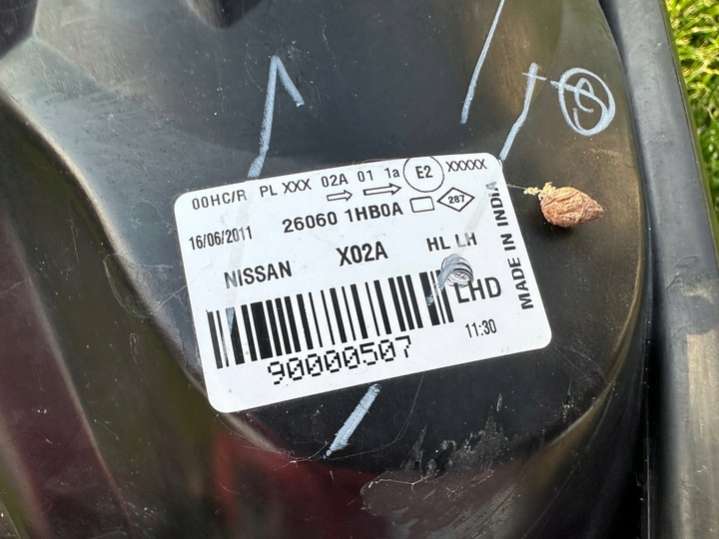 00HC/R PL XXX 02A 01 1a E2 XXXXX
16/06/2011 26060 1HB0A 287
NISSAN X02A HL LH
LHD
90000507 11:30
MADE IN INDIA